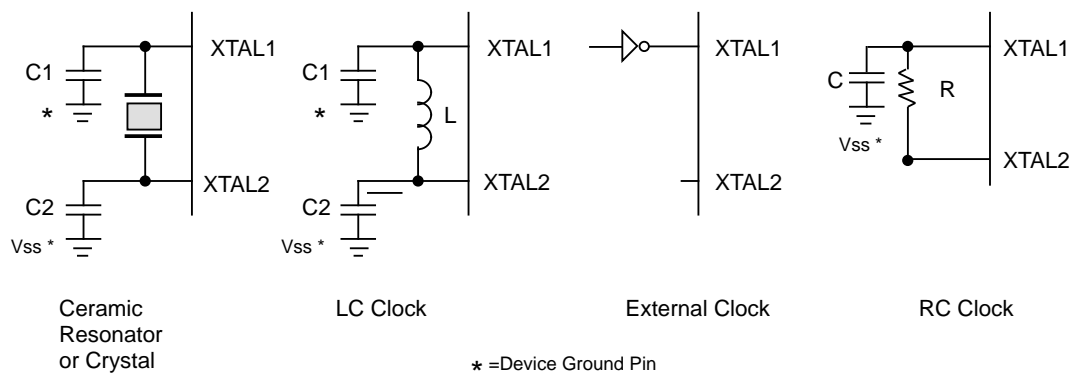 XTAL1
C1
*
XTAL2
C2
Vss *
Ceramic
Resonator
or Crystal
XTAL1
C1
*
L
XTAL2
C2
Vss *
LC Clock
XTAL1
XTAL2
External Clock
XTAL1
C
R
Vss *
XTAL2
RC Clock
* =Device Ground Pin